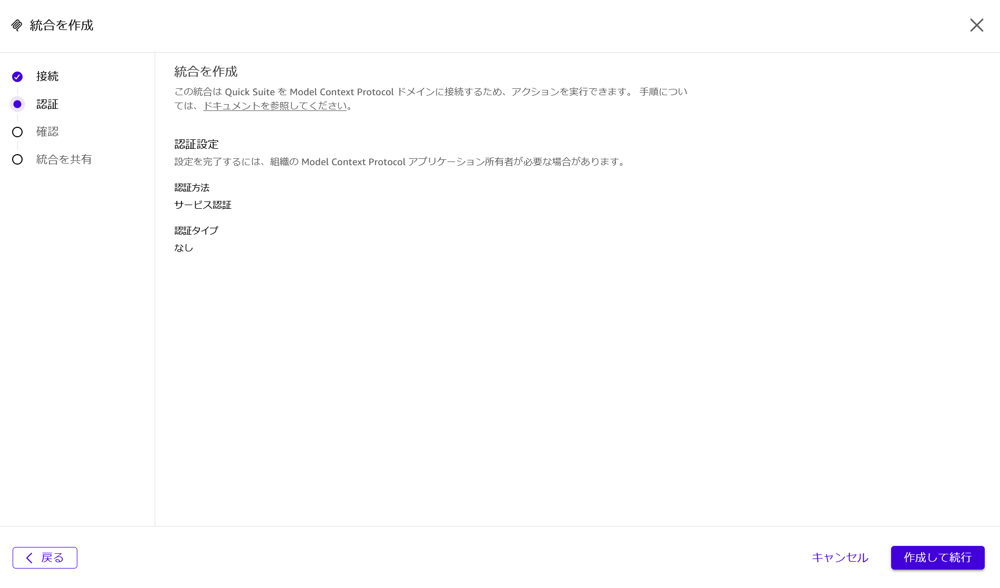 統合を作成
接続
認証
確認
統合を共有
統合を作成
この統合は Quick Suite を Model Context Protocol ドメインに接続するため、アクションを実行できます。 手順につい
ては、ドキュメントを参照してください。
認証設定
設定を完了するには、組織の Model Context Protocol アプリケーション所有者が必要な場合があります。
認証方法
サービス認証
認証タイプ
なし
戻る
キャンセル
作成して続行